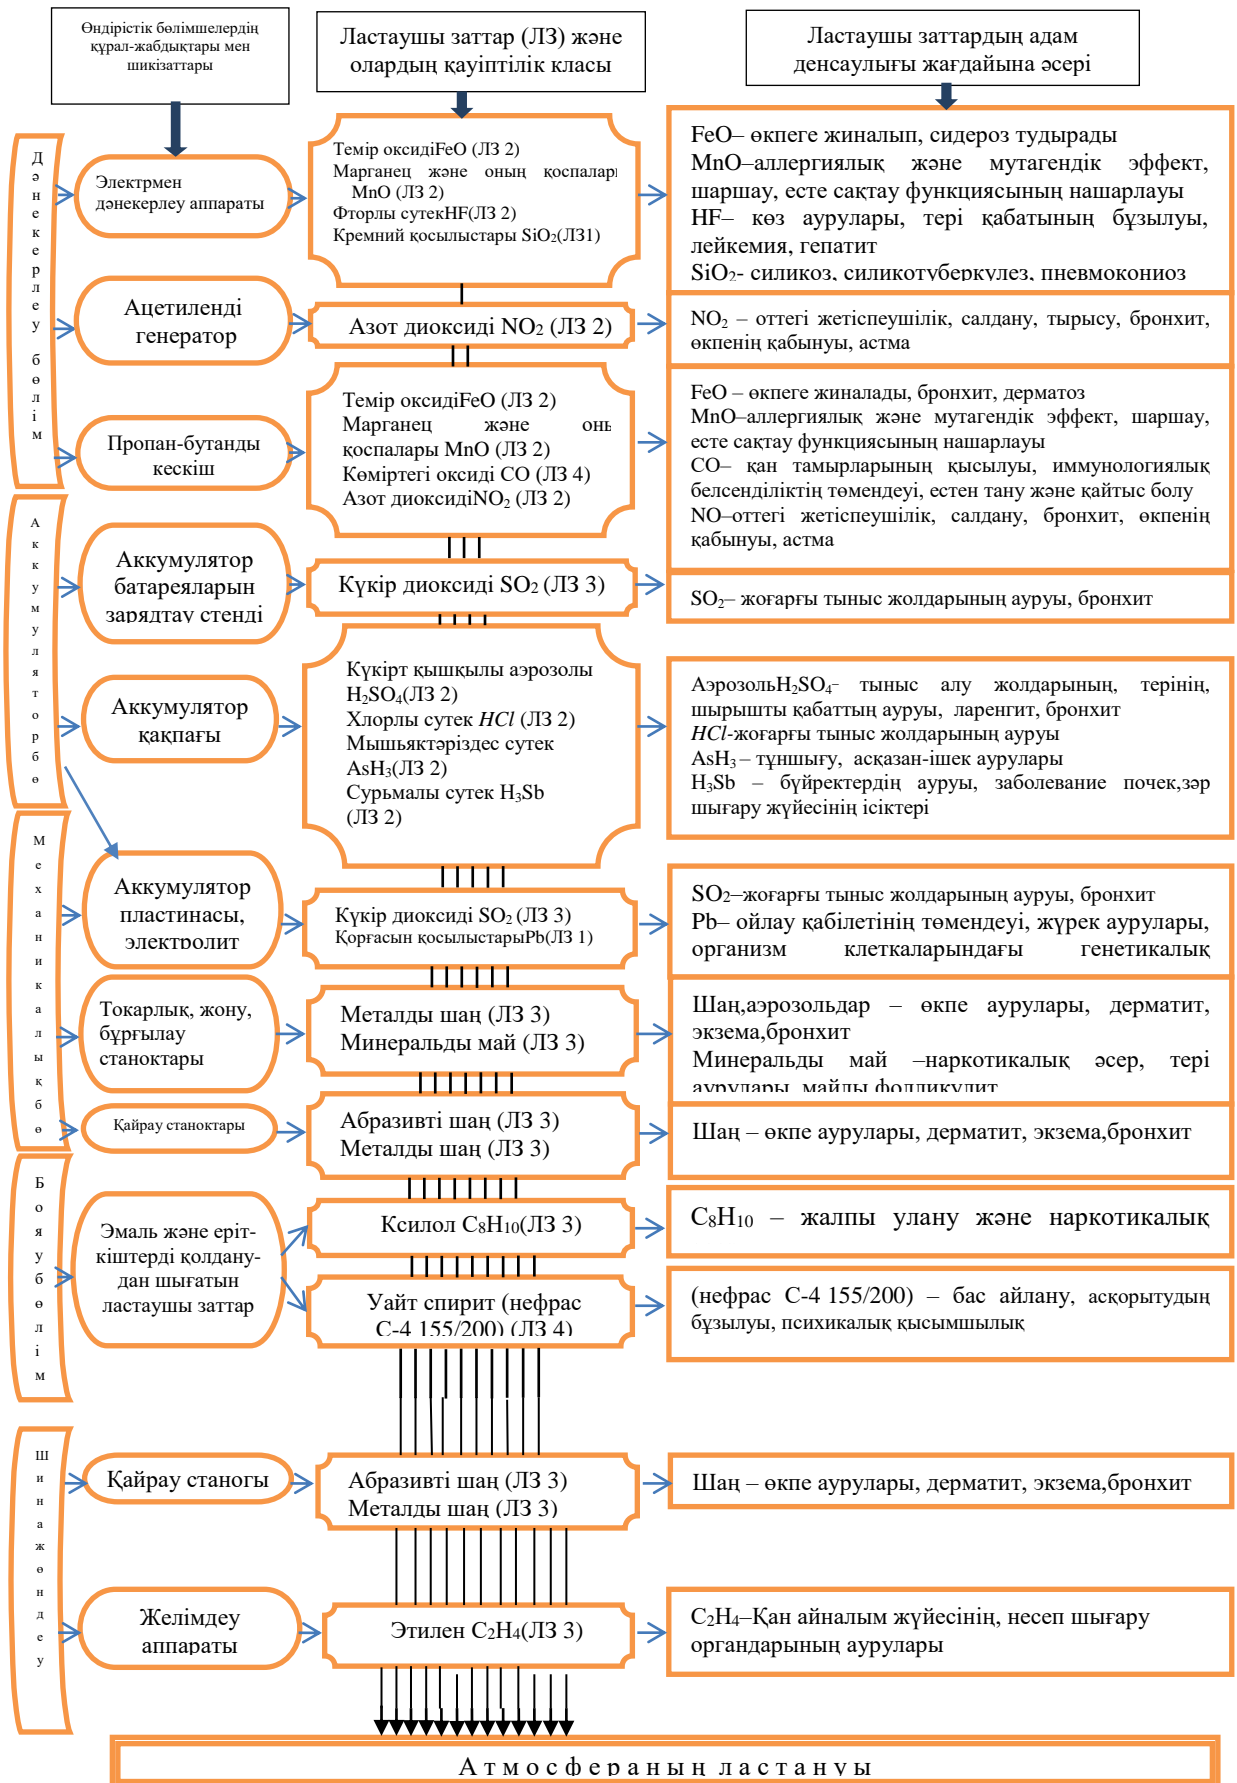 Өндірістік бөлімшелердің
құрал-жабдықтары мен
шикізаттары
Ластаушы заттар (ЛЗ) және
олардың қауіптілік класы
Ластаушы заттардың адам
денсаулығы жағдайына әсері
Дәнекерлеу бөлім
Электрмен
дәнекерлеу аппараты
Темір оксидіFeO (ЛЗ 2)
Марганец және оның қоспалары
MnO (ЛЗ 2)
Фторлы сутекHF(ЛЗ 2)
Кремний қосылыстары SiO2(ЛЗ1)
FeO– өкпеге жиналып, сидероз тудырады
MnO–аллергиялық және мутагендік эффект,
шаршау, есте сақтау функциясының нашарлауы
HF– көз аурулары, тері қабатының бұзылуы,
лейкемия, гепатит
SiO2- силикоз, силикотуберкулез, пневмокониоз
Ацетиленді
генератор
Азот диоксиді NO2 (ЛЗ 2)
NO2 – оттегі жетіспеушілік, салдану, тырысу, бронхит,
өкпенің қабынуы, астма
Пропан-бутанды
кескіш
Темір оксидіFeO (ЛЗ 2)
Марганец және
қоспалары MnO (ЛЗ 2)
Көміртегі оксиді CO (ЛЗ 4)
Азот диоксидіNO2 (ЛЗ 2)
FeO – өкпеге жиналады, бронхит, дерматоз
MnO–аллергиялық және мутагендік эффект, шаршау,
есте сақтау функциясының нашарлауы
CO– қан тамырларының қысылуы, иммунологиялық
белсенділіктің төмендеуі, естен тану және қайтыс болу
NO–оттегі жетіспеушілік, салдану, бронхит, өкпенің
қабынуы, астма
Аккумуляторбө
Аккумулятор
батареяларын
зарядтау стенді
Күкір диоксиді SO2 (ЛЗ 3)
SO2– жоғарғы тыныс жолдарының ауруы, бронхит
Аккумулятор
қақпағы
Күкірт қышқылы аэрозолы
H2SO4(ЛЗ 2)
Хлорлы сутек HCl (ЛЗ 2)
Мышьяктәріздес сутек
AsH3(ЛЗ 2)
Сурьмалы сутек H3Sb
(ЛЗ 2)
АэрозольH2SO4– тыныс алу жолдарының, терінің,
шырышты қабаттың ауруы, ларенгит, бронхит
HCl-жоғарғы тыныс жолдарының ауруы
AsH3 – тұншығу, асқазан-ішек аурулары
H3Sb – бүйректердің ауруы, заболевание почек,зәр
шығару жүйесінің ісіктері
Механикалықбө
Аккумулятор
пластинасы,
электролит
Күкір диоксиді SO2 (ЛЗ 3)
Қорғасын қосылыстарыPb(ЛЗ 1)
SO2–жоғарғы тыныс жолдарының ауруы, бронхит
Pb– ойлау қабілетінің төмендеуі, жүрек аурулары,
организм клеткаларындағы генетикалық
Токарлық, жону,
бұрғылау
станоктары
Металды шаң (ЛЗ 3)
Минеральды май (ЛЗ 3)
Шаң,аэрозольдар – өкпе аурулары, дерматит,
экзема,бронхит
Минеральды май –наркотикалық әсер, тері
аурулары, майлы фолликулит
Қайрау станоктары
Абразивті шаң (ЛЗ 3)
Металды шаң (ЛЗ 3)
Шаң – өкпе аурулары, дерматит, экзема,бронхит
Бояубөлім
Эмаль және еріт-
кіштерді қолдану-
дан шығатын
ластаушы заттар
Ксилол C8H10(ЛЗ 3)
C8H10 – жалпы улану және наркотикалық
Уайт спирит (нефрас
С-4 155/200) (ЛЗ 4)
(нефрас С-4 155/200) – бас айлану, асқорытудың
бұзылуы, психикалық қысымшылық
Шинажөндеу
Қайрау станогы
Абразивті шаң (ЛЗ 3)
Металды шаң (ЛЗ 3)
Шаң – өкпе аурулары, дерматит, экзема,бронхит
Желімдеу
аппараты
Этилен C2H4(ЛЗ 3)
C2H4–Қан айналым жүйесінің, несеп шығару
органдарының аурулары
Атмосфераның ластануы